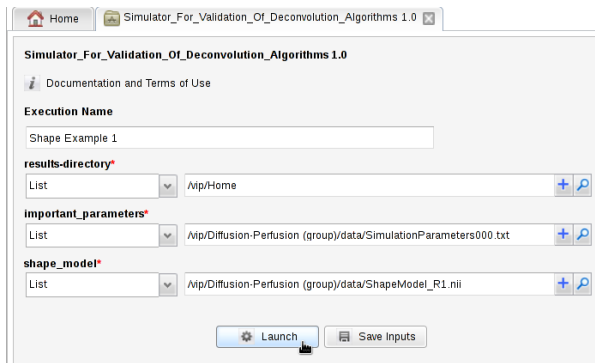 Home
Simulator_For_Validation_Of_Deconvolution_Algorithms 1.0
Simulator_For_Validation_Of_Deconvolution_Algorithms 1.0
i Documentation and Terms of Use
Execution Name
Shape Example 1
results-directory*
List /vip/Home
important_parameters*
List /vip/Diffusion-Perfusion (group)/data/SimulationParameters000.txt
shape_model*
List /vip/Diffusion-Perfusion (group)/data/ShapeModel_R1.nii
Launch Save Inputs